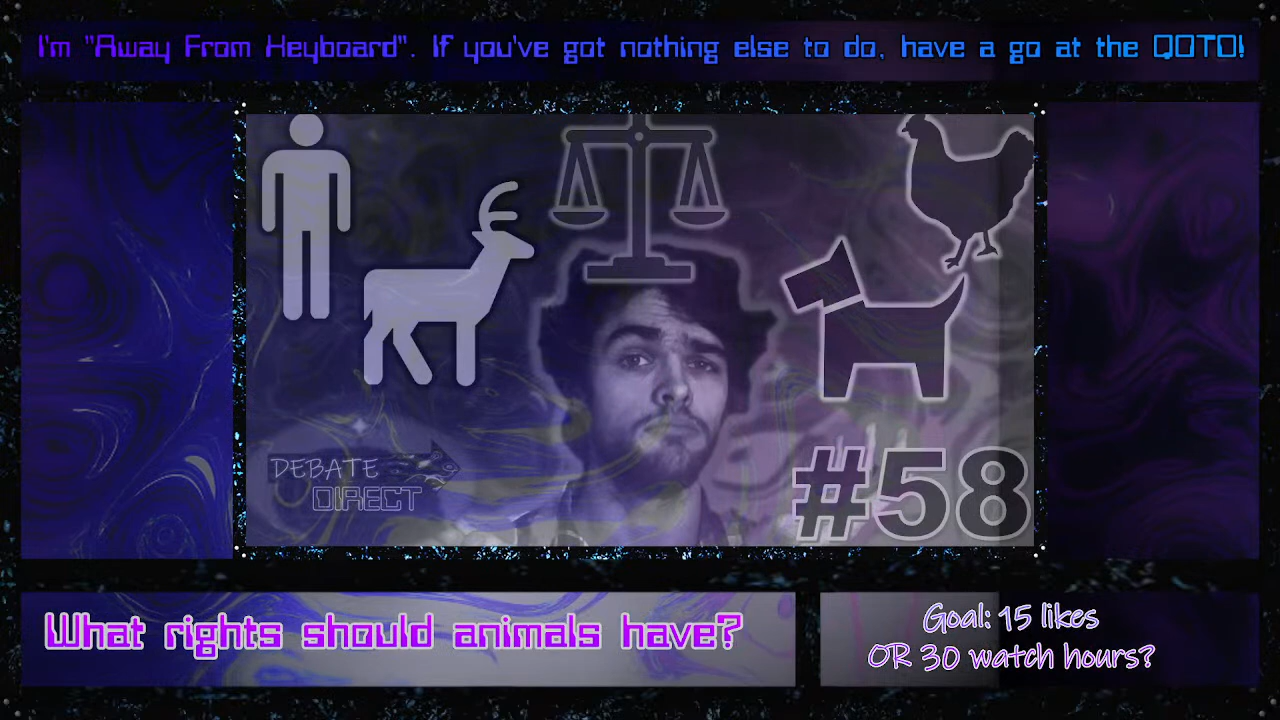 I'm "Away From Keyboard". If you've got nothing else to do, have a go at the QOTD!
DEBATE
DIRECT
#58
What rights should animals have?
Goal: 15 likes
OR 30 watch hours?